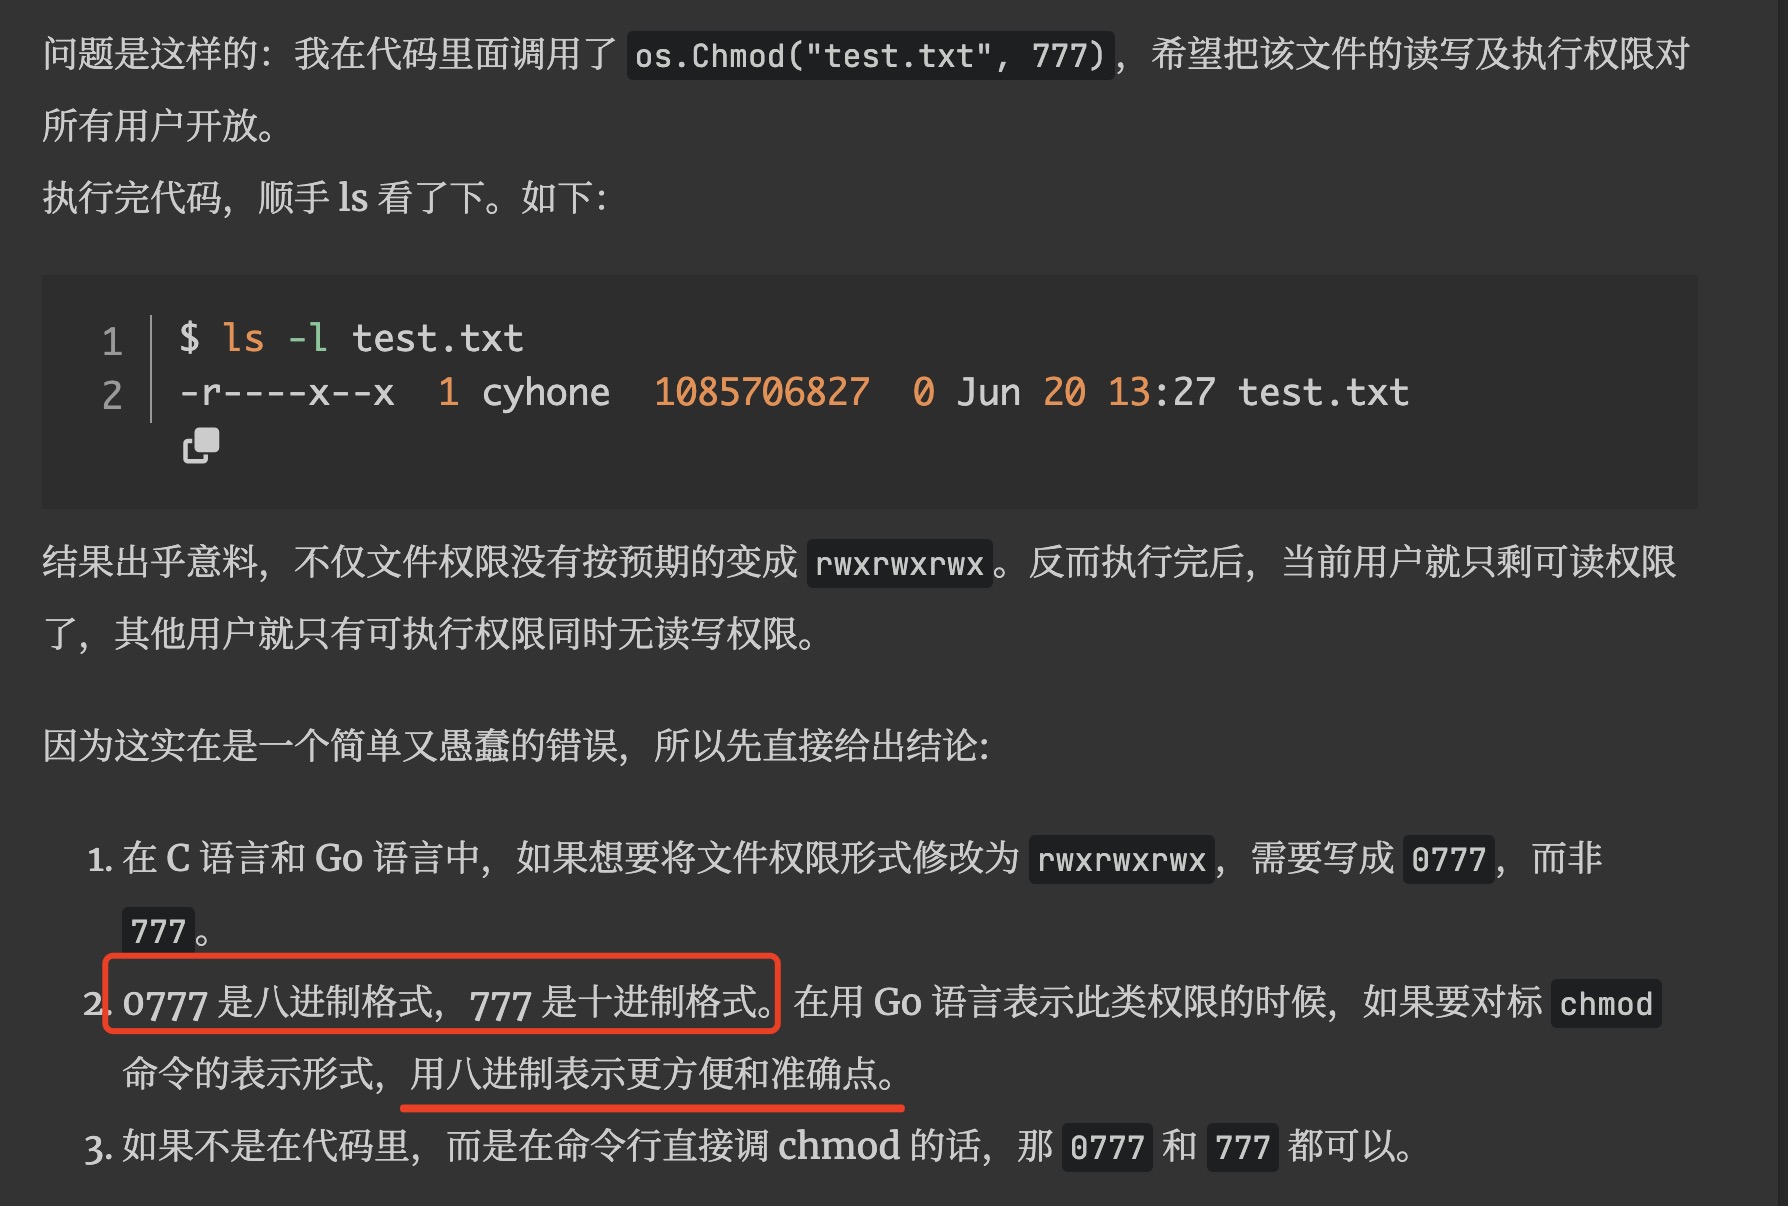 问题是这样的：我在代码里面调用了 os.Chmod("test.txt", 777)，希望把该文件的读写及执行权限对
所有用户开放。
执行完代码，顺手 ls 看了下。如下：
1 $ ls -l test.txt
2 -r----x--x  1 cyhone  1085706827  0 Jun 20 13:27 test.txt
结果出乎意料，不仅文件权限没有按预期的变成 rwxrwxrwx。反而执行完后，当前用户就只剩可读权限
了，其他用户就只有可执行权限同时无读写权限。
因为这实在是一个简单又愚蠢的错误，所以先直接给出结论:
1. 在 C 语言和 Go 语言中，如果想要将文件权限形式修改为 rwxrwxrwx，需要写成 0777，而非
777。
2. 0777 是八进制格式，777 是十进制格式。在用 Go 语言表示此类权限的时候，如果要对标 chmod
命令的表示形式，用八进制表示更方便和准确点。
3. 如果不是在代码里，而是在命令行直接调 chmod 的话，那 0777 和 777 都可以。